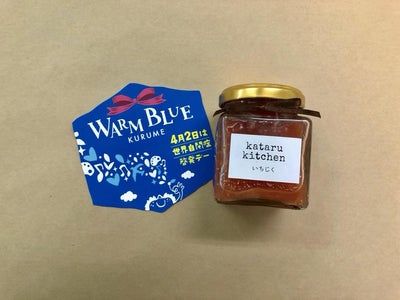 WARM BLUE
KURUME
4月2日は
世界自閉症
啓発デー
kataru
kitchen
いちじく